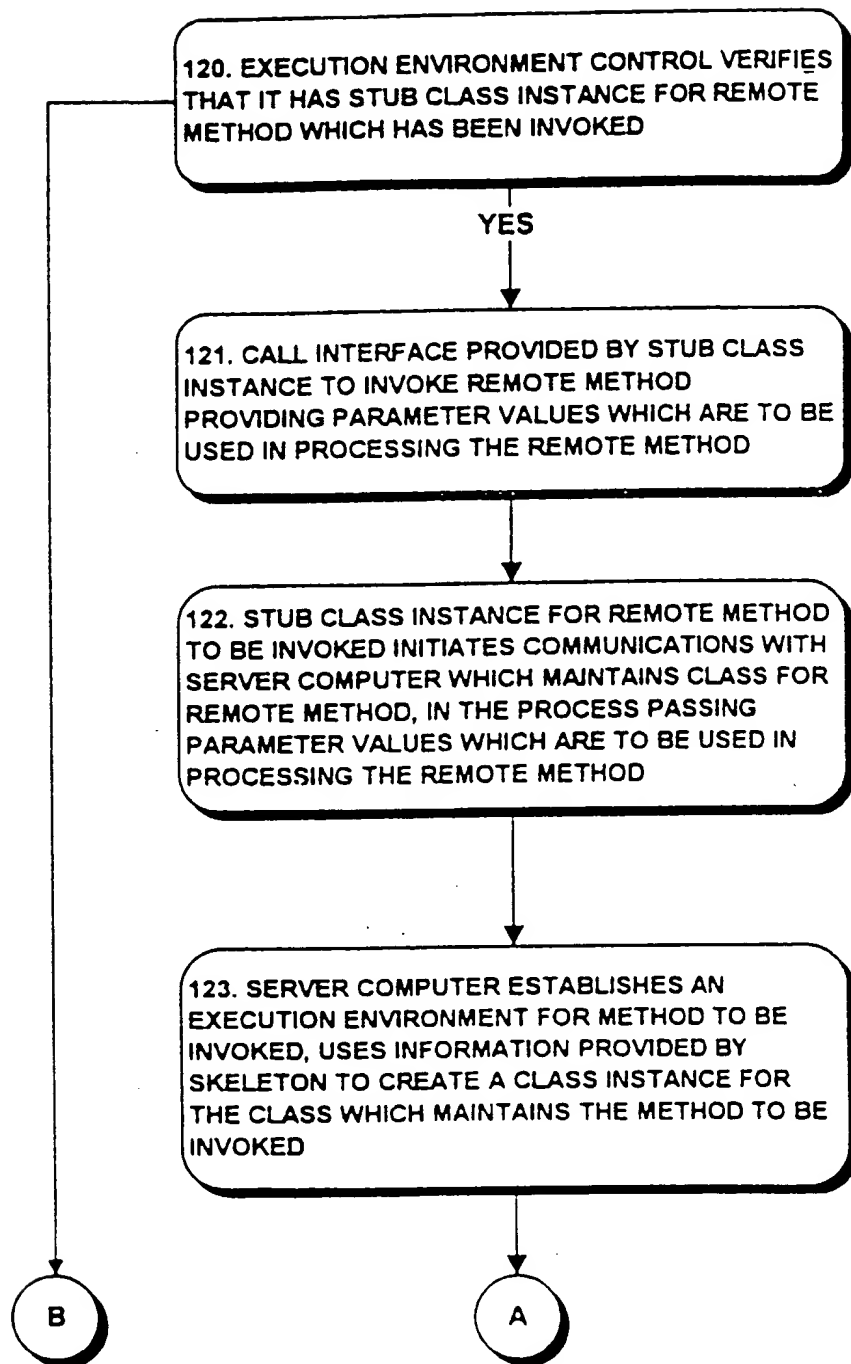 120. EXECUTION ENVIRONMENT CONTROL VERIFIES
THAT IT HAS STUB CLASS INSTANCE FOR REMOTE
METHOD WHICH HAS BEEN INVOKED
YES
121. CALL INTERFACE PROVIDED BY STUB CLASS
INSTANCE TO INVOKE REMOTE METHOD
PROVIDING PARAMETER VALUES WHICH ARE TO BE
USED IN PROCESSING THE REMOTE METHOD
122. STUB CLASS INSTANCE FOR REMOTE METHOD
TO BE INVOKED INITIATES COMMUNICATIONS WITH
SERVER COMPUTER WHICH MAINTAINS CLASS FOR
REMOTE METHOD, IN THE PROCESS PASSING
PARAMETER VALUES WHICH ARE TO BE USED IN
PROCESSING THE REMOTE METHOD
123. SERVER COMPUTER ESTABLISHES AN
EXECUTION ENVIRONMENT FOR METHOD TO BE
INVOKED, USES INFORMATION PROVIDED BY
SKELETON TO CREATE A CLASS INSTANCE FOR
THE CLASS WHICH MAINTAINS THE METHOD TO BE
INVOKED
B
A